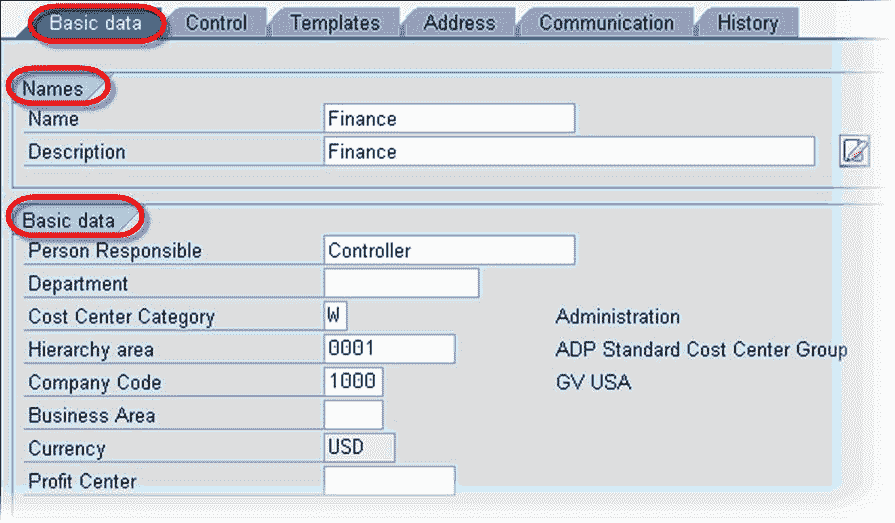 Basic data Control Templates Address Communication History
Names
Name Finance
Description Finance
Basic data
Person Responsible Controller
Department
Cost Center Category W Administration
Hierarchy area 0001 ADP Standard Cost Center Group
Company Code 1000 GV USA
Business Area
Currency USD
Profit Center